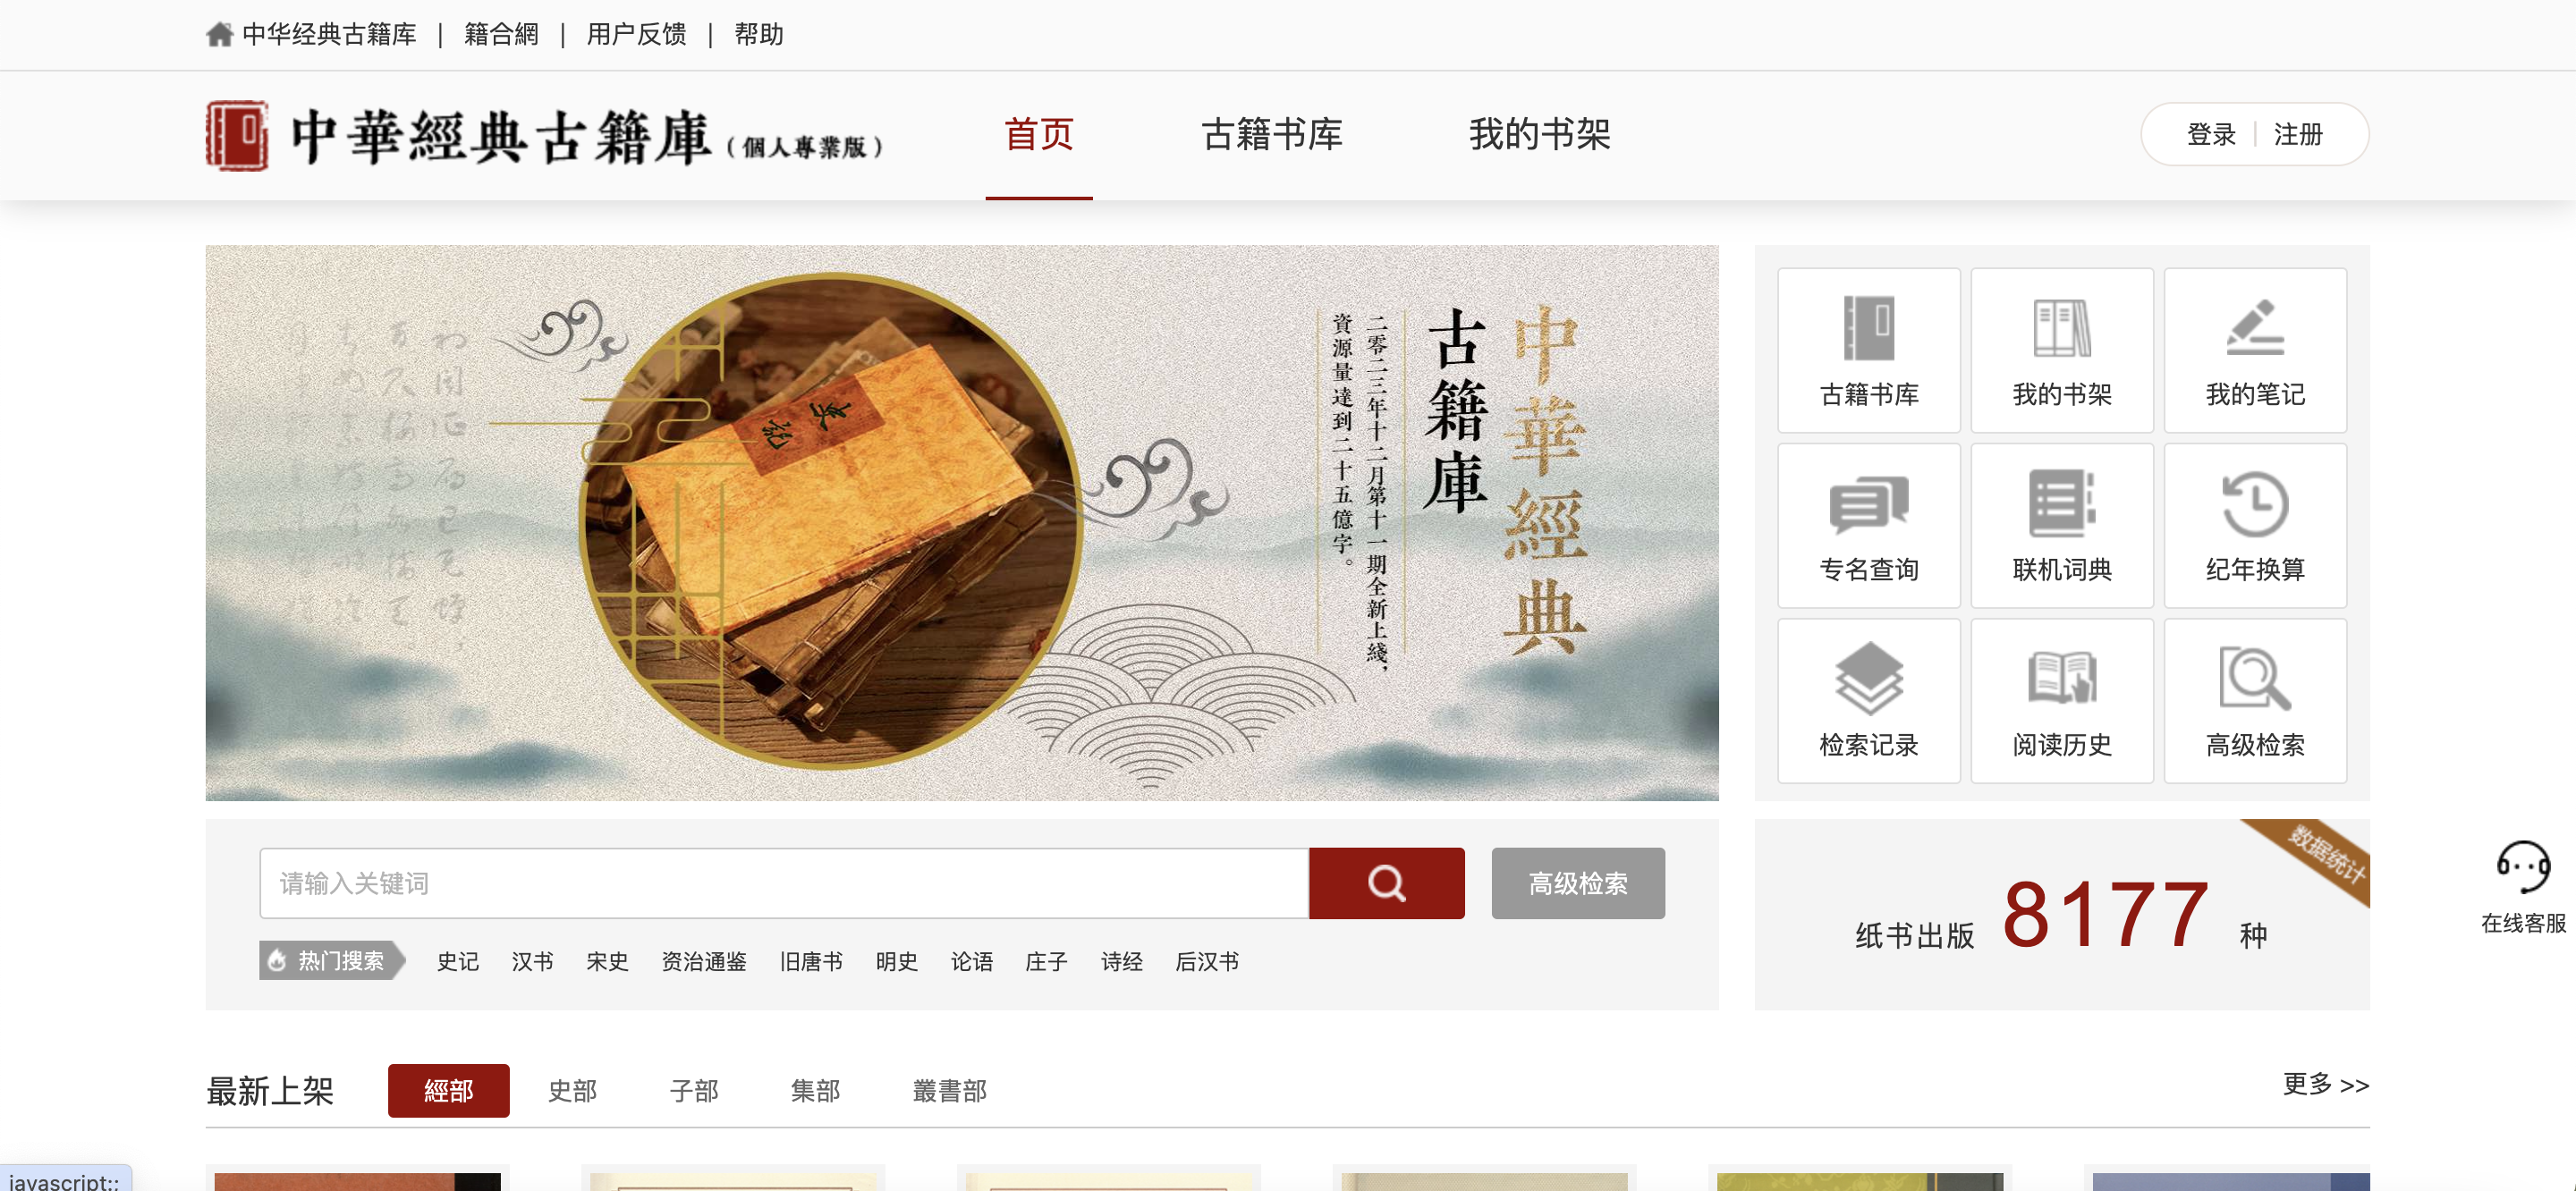 中华经典古籍库 | 籍合網 | 用户反馈 | 帮助
中華經典古籍庫（個人專業版）
首页 古籍书库 我的书架
登录 | 注册
中華經典
古籍庫
二零二三年十二月第十一期全新上綫，
資源量達到二十五億字。
古籍书库 我的书架 我的笔记
专名查询 联机词典 纪年换算
检索记录 阅读历史 高级检索
请输入关键词
高级检索
热门搜索 史记 汉书 宋史 资治通鉴 旧唐书 明史 论语 庄子 诗经 后汉书
数据统计
纸书出版 8177 种
在线客服
最新上架 經部 史部 子部 集部 叢書部
更多 >>
javascript:;